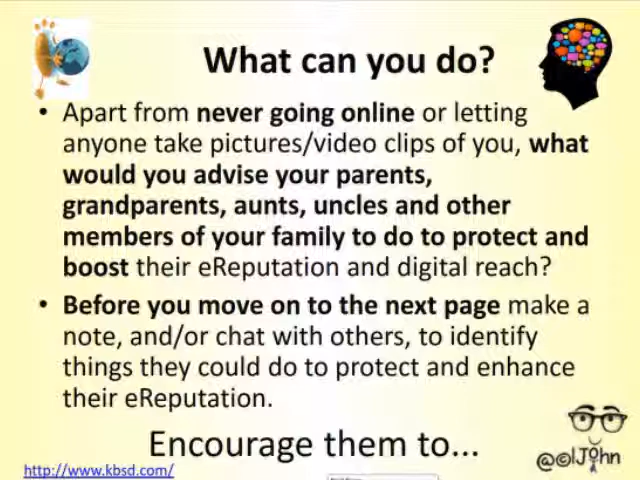 What can you do?
• Apart from never going online or letting
anyone take pictures/video clips of you, what
would you advise your parents,
grandparents, aunts, uncles and other
members of your family to do to protect and
boost their eReputation and digital reach?
• Before you move on to the next page make a
note, and/or chat with others, to identify
things they could do to protect and enhance
their eReputation.
Encourage them to...
http://www.kbsd.com/